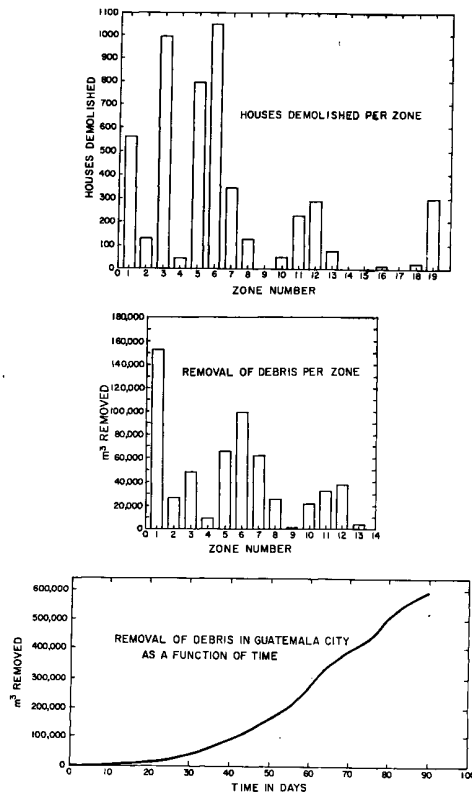 1100
1000
900
800
700
600
500
400
300
200
100
0
HOUSES DEMOLISHED
HOUSES DEMOLISHED PER ZONE
0 1 2 3 4 5 6 7 8 9 10 11 12 13 14 15 16 17 18 19
ZONE NUMBER
180,000
160,000
140,000
120,000
100,000
80,000
60,000
40,000
20,000
0
m³ REMOVED
REMOVAL OF DEBRIS PER ZONE
0 1 2 3 4 5 6 7 8 9 10 11 12 13 14
ZONE NUMBER
600,000
500,000
400,000
300,000
200,000
100,000
0
m³ REMOVED
REMOVAL OF DEBRIS IN GUATEMALA CITY
AS A FUNCTION OF TIME
0 10 20 30 40 50 60 70 80 90 100
TIME IN DAYS